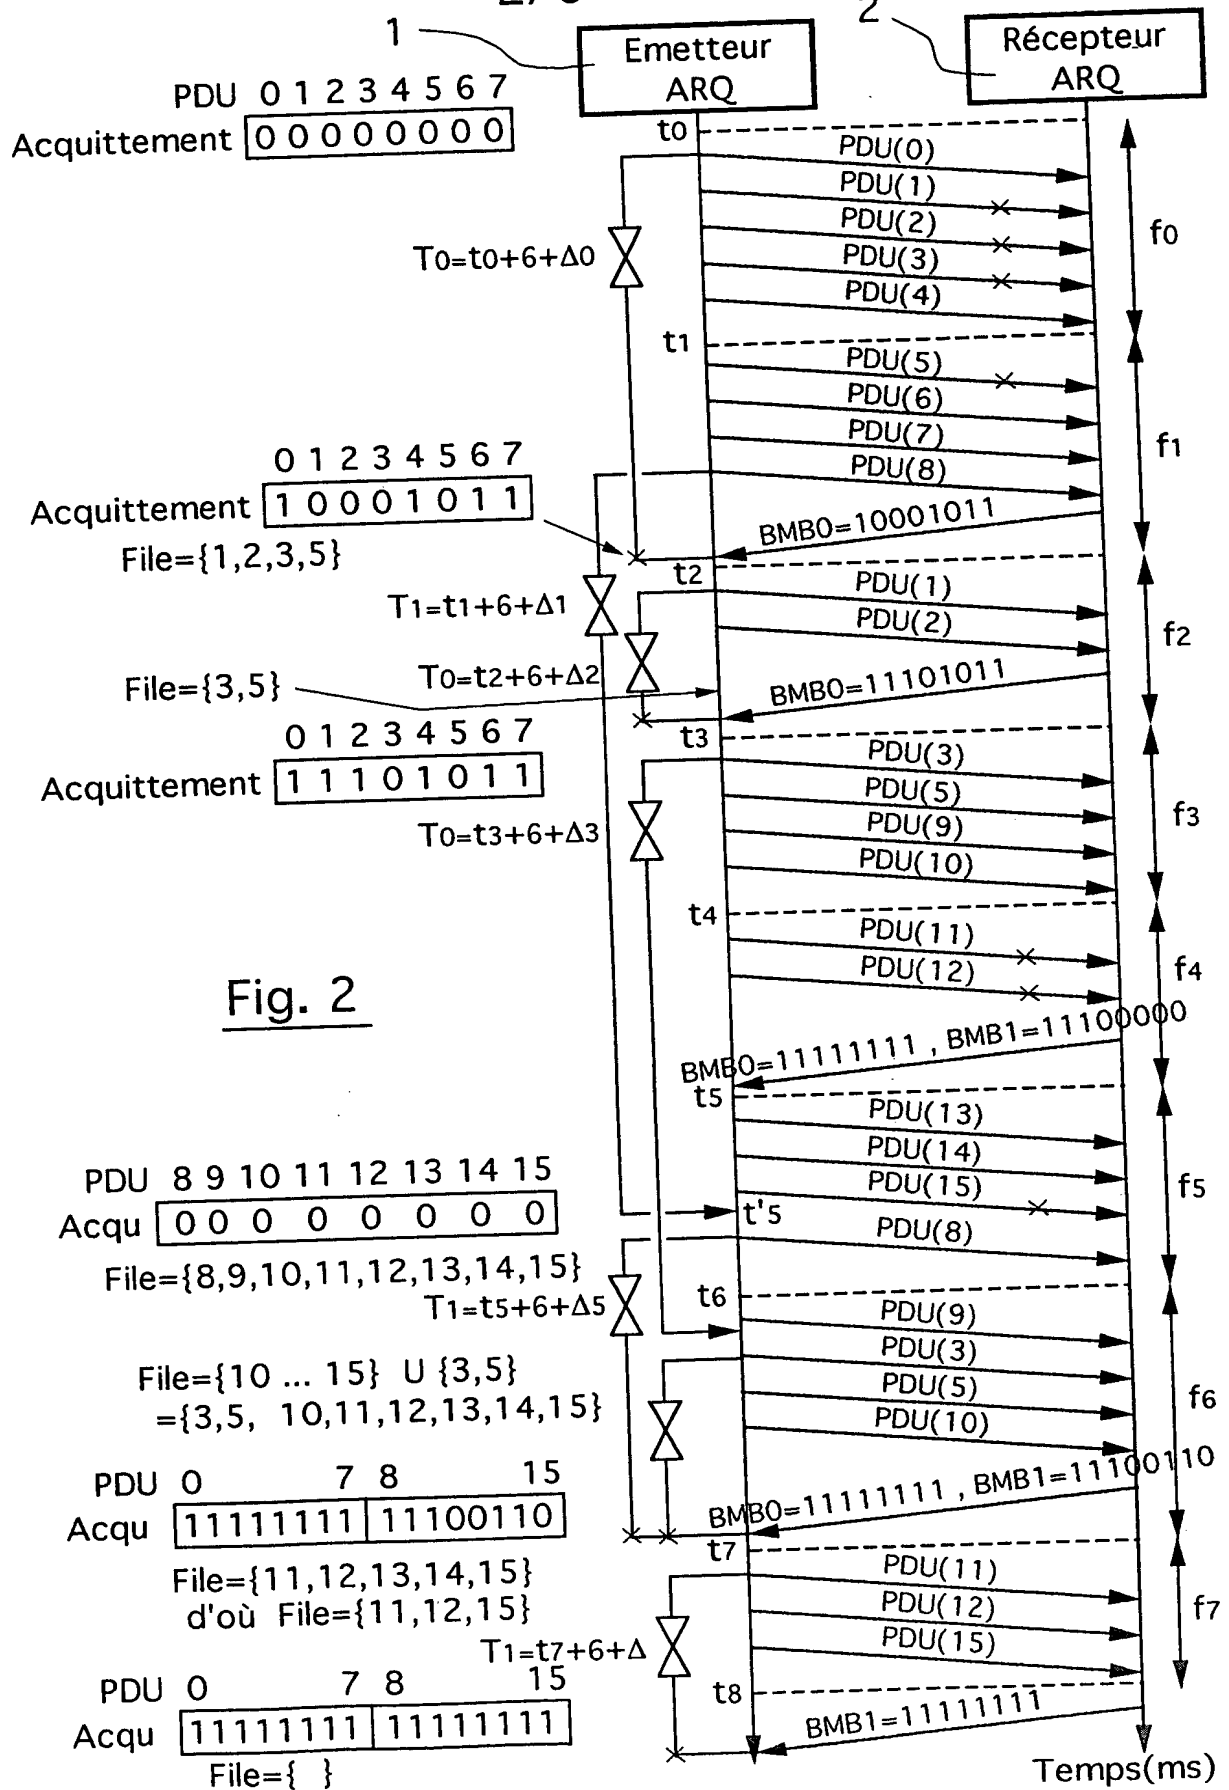 1
2
Emetteur
ARQ
Récepteur
ARQ
PDU 0 1 2 3 4 5 6 7
Acquittement 0 0 0 0 0 0 0 0
t0
PDU(0)
PDU(1)
PDU(2)
PDU(3)
PDU(4)
f0
T0=t0+6+Δ0
t1
PDU(5)
PDU(6)
PDU(7)
PDU(8)
f1
0 1 2 3 4 5 6 7
Acquittement 1 0 0 0 1 0 1 1
File={1,2,3,5}
BMB0=10001011
t2
PDU(1)
PDU(2)
f2
T1=t1+6+Δ1
T0=t2+6+Δ2
File={3,5}
BMB0=11101011
0 1 2 3 4 5 6 7
Acquittement 1 1 1 0 1 0 1 1
t3
PDU(3)
PDU(5)
PDU(9)
PDU(10)
f3
T0=t3+6+Δ3
t4
PDU(11)
PDU(12)
f4
Fig. 2
BMB0=11111111 , BMB1=11100000
t5
PDU(13)
PDU(14)
PDU(15)
t'5
PDU(8)
f5
PDU 8 9 10 11 12 13 14 15
Acqu 0 0 0 0 0 0 0 0
File={8,9,10,11,12,13,14,15}
T1=t5+6+Δ5
t6
PDU(9)
PDU(3)
PDU(5)
PDU(10)
f6
File={10 ... 15} U {3,5}
={3,5, 10,11,12,13,14,15}
PDU 0 7 8 15
Acqu 11111111 11100110
BMB0=11111111 , BMB1=11100110
File={11,12,13,14,15}
d'où File={11,12,15}
t7
PDU(11)
PDU(12)
PDU(15)
f7
T1=t7+6+Δ
t8
PDU 0 7 8 15
Acqu 11111111 11111111
File={ }
BMB1=11111111
Temps(ms)